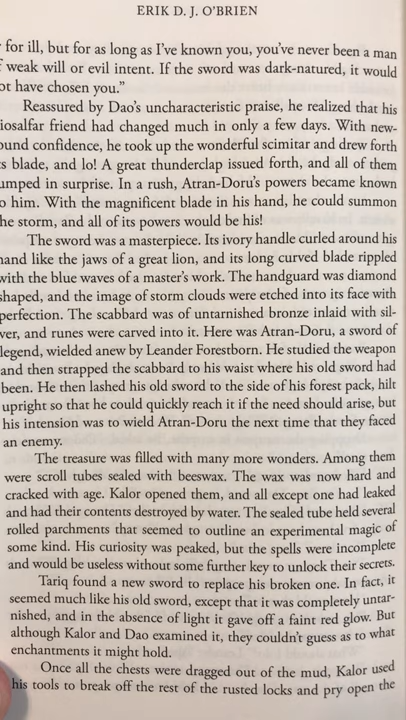 ERIK D. J. O'BRIEN
for ill, but for as long as I've known you, you've never been a man
f weak will or evil intent. If the sword was dark-natured, it would
ot have chosen you."
Reassured by Dao's uncharacteristic praise, he realized that his
iosalfar friend had changed much in only a few days. With new-
ound confidence, he took up the wonderful scimitar and drew forth
s blade, and lo! A great thunderclap issued forth, and all of them
umped in surprise. In a rush, Atran-Doru's powers became known
o him. With the magnificent blade in his hand, he could summon
he storm, and all of its powers would be his!
The sword was a masterpiece. Its ivory handle curled around his
hand like the jaws of a great lion, and its long curved blade rippled
with the blue waves of a master's work. The handguard was diamond
shaped, and the image of storm clouds were etched into its face with
perfection. The scabbard was of untarnished bronze inlaid with sil-
ver, and runes were carved into it. Here was Atran-Doru, a sword of
legend, wielded anew by Leander Forestborn. He studied the weapon
and then strapped the scabbard to his waist where his old sword had
been. He then lashed his old sword to the side of his forest pack, hilt
upright so that he could quickly reach it if the need should arise, but
his intension was to wield Atran-Doru the next time that they faced
an enemy.
The treasure was filled with many more wonders. Among them
were scroll tubes sealed with beeswax. The wax was now hard and
cracked with age. Kalor opened them, and all except one had leaked
and had their contents destroyed by water. The sealed tube held several
rolled parchments that seemed to outline an experimental magic of
some kind. His curiosity was peaked, but the spells were incomplete
and would be useless without some further key to unlock their secrets.
Tariq found a new sword to replace his broken one. In fact, it
seemed much like his old sword, except that it was completely untar-
nished, and in the absence of light it gave off a faint red glow. But
although Kalor and Dao examined it, they couldn't guess as to what
enchantments it might hold.
Once all the chests were dragged out of the mud, Kalor used
his tools to break off the rest of the rusted locks and pry open the